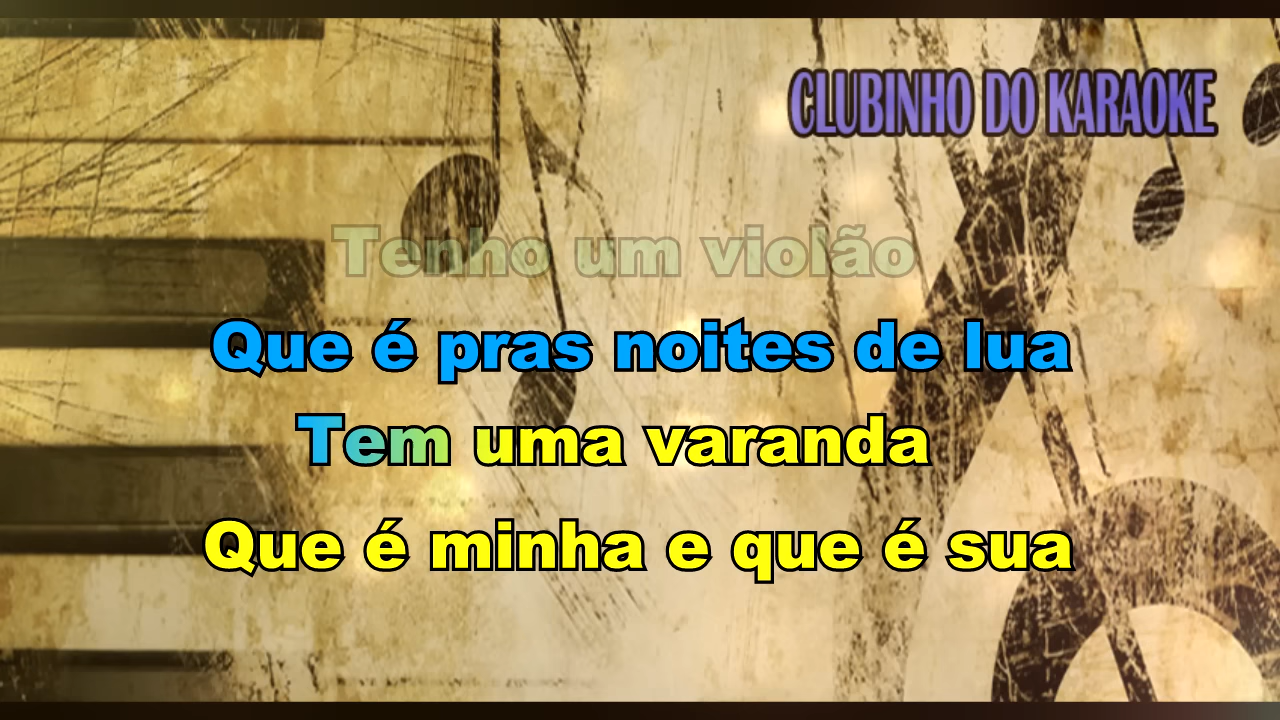 CLUBINHO DO KARAOKE
Tenho um violão
Que é pras noites de lua
Tem uma varanda
Que é minha e que é sua